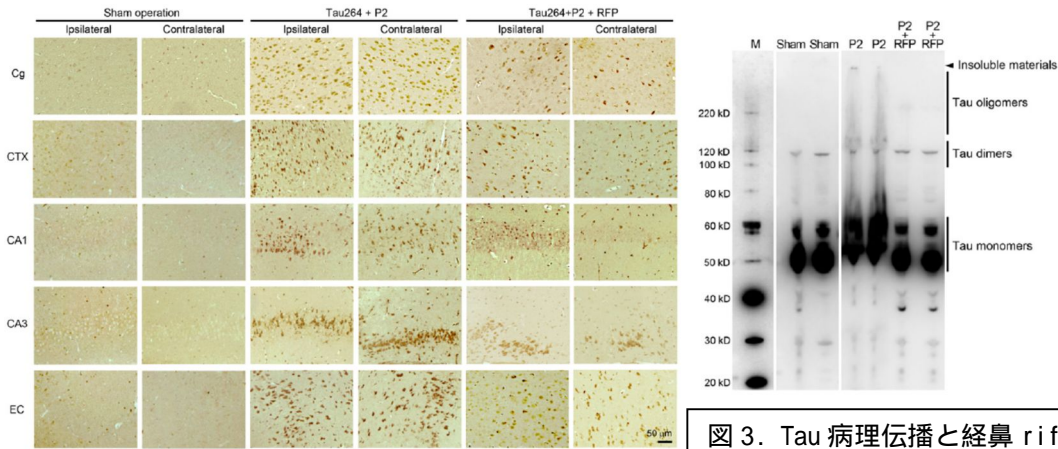 Sham operation Tau264 + P2 Tau264+P2 + RFP
Ipsilateral Contralateral Ipsilateral Contralateral Ipsilateral Contralateral
Cg
CTX
CA1
CA3
EC
50 μm
M Sham Sham P2 P2 P2 + RFP P2 + RFP
220 kD
120 kD
100 kD
80 kD
60 kD
50 kD
40 kD
30 kD
20 kD
Insoluble materials
Tau oligomers
Tau dimers
Tau monomers
図 3. Tau 病理伝播と経鼻 rif